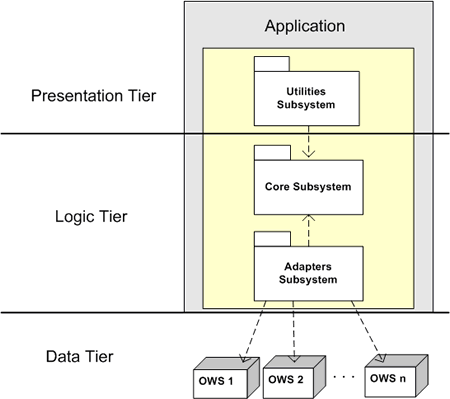 Application
Presentation Tier
Utilities
Subsystem
Core Subsystem
Logic Tier
Adapters
Subsystem
Data Tier
OWS 1
OWS 2
. . .
OWS n